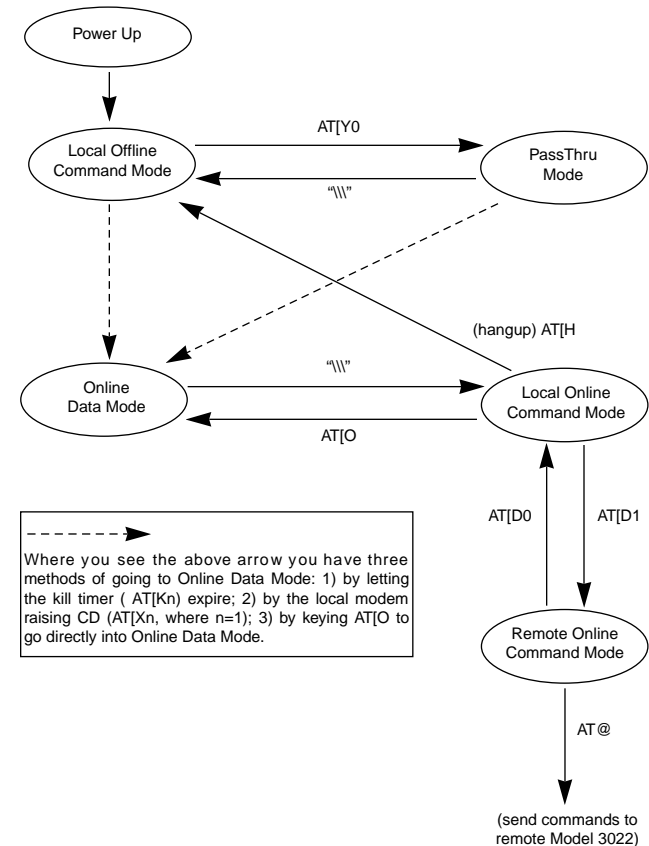 Power Up
Local Offline
Command Mode
AT[Y0
PassThru
Mode
"\\\"
(hangup) AT[H
Online
Data Mode
"\\\"
Local Online
Command Mode
AT[O
AT[D0
AT[D1
Where you see the above arrow you have three
methods of going to Online Data Mode: 1) by letting
the kill timer ( AT[Kn) expire; 2) by the local modem
raising CD (AT[Xn, where n=1); 3) by keying AT[O to
go directly into Online Data Mode.
Remote Online
Command Mode
AT@
(send commands to
remote Model 3022)